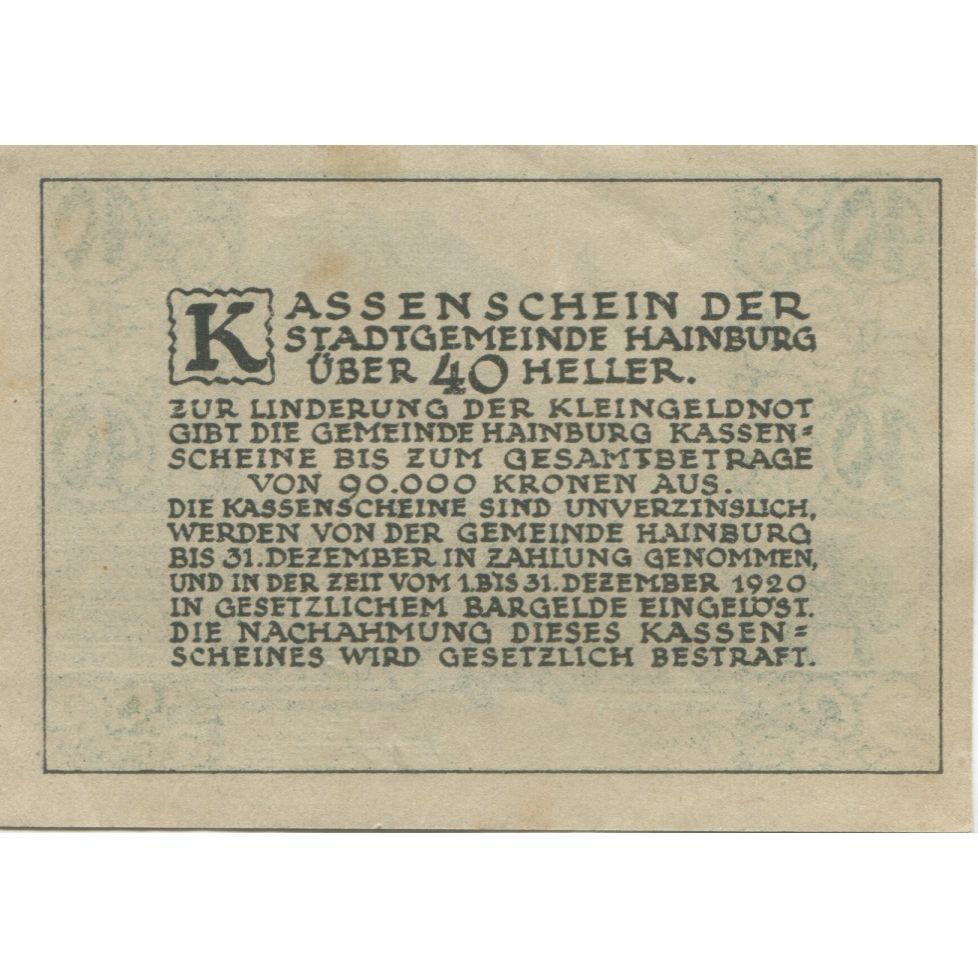 KASSENSCHEIN DER
STADTGEMEINDE HAINBURG
ÜBER 40 HELLER.
ZUR LINDERUNG DER KLEINGELDNOT
GIBT DIE GEMEINDE HAINBURG KASSEN=
SCHEINE BIS ZUM GESAMTBETRAGE
VON 90.000 KRONEN AUS.
DIE KASSENSCHEINE SIND UNVERZINSLICH,
WERDEN VON DER GEMEINDE HAINBURG
BIS 31. DEZEMBER IN ZAHLUNG GENOMMEN,
UND IN DER ZEIT VOM 1. BIS 31. DEZEMBER 1920
IN GESETZLICHEM BARGELDE EINGELÖST.
DIE NACHAHMUNG DIESES KASSEN=
SCHEINES WIRD GESETZLICH BESTRAFT.